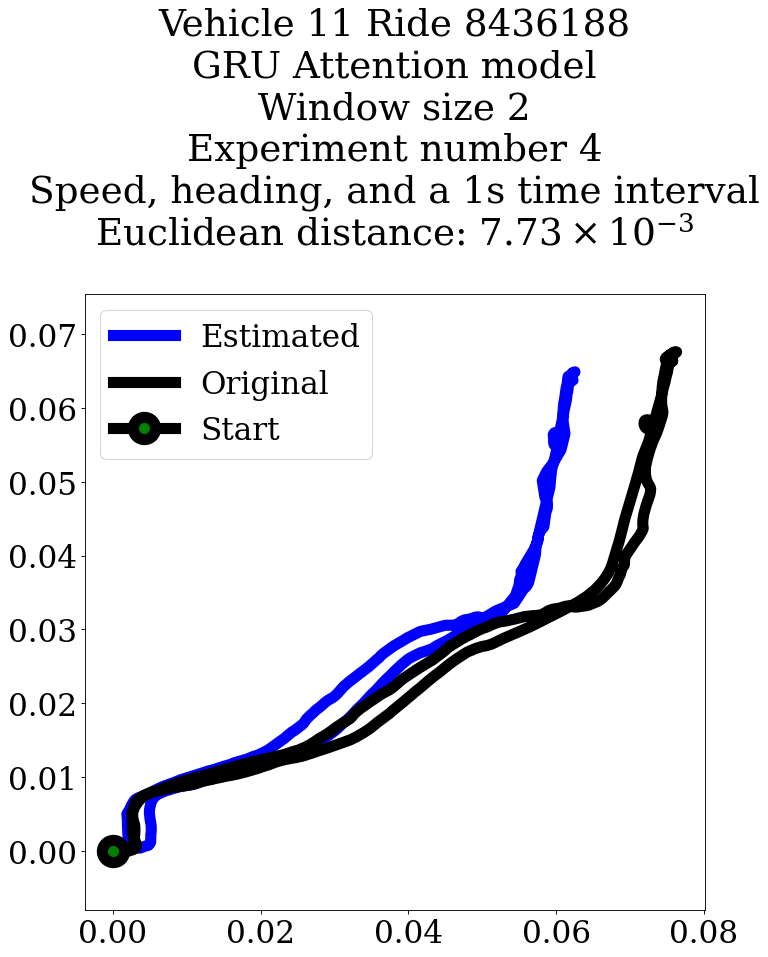 Vehicle 11 Ride 8436188
GRU Attention model
Window size 2
Experiment number 4
Speed, heading, and a 1s time interval
Euclidean distance: 7.73 × 10⁻³
Estimated
Original
Start
0.07
0.06
0.05
0.04
0.03
0.02
0.01
0.00
0.00 0.02 0.04 0.06 0.08